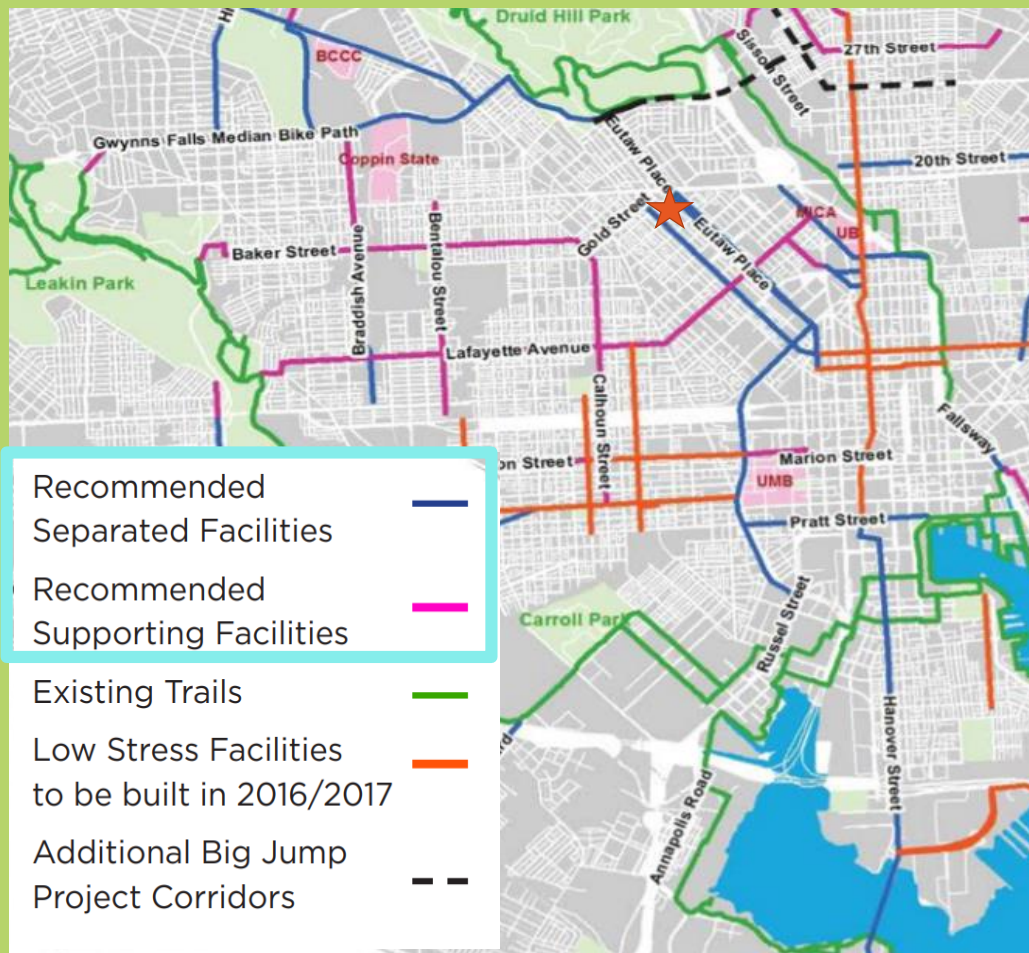 Druid Hill Park
Hi
BCCC
Sisson Street
27th Street
Gwynns Falls Median Bike Path
Eutaw Place
Coppin State
20th Street
Gold Street
MICA
UB
Eutaw Place
Baker Street
Bentalou Street
Braddish Avenue
Leakin Park
Lafayette Avenue
Calhoun Street
Fallsway
on Street
Marion Street
UMB
Pratt Street
Carroll Park
Russel Street
Hanover Street
Annapolis Road
rd
Recommended
Separated Facilities
Recommended
Supporting Facilities
Existing Trails
Low Stress Facilities
to be built in 2016/2017
Additional Big Jump
Project Corridors